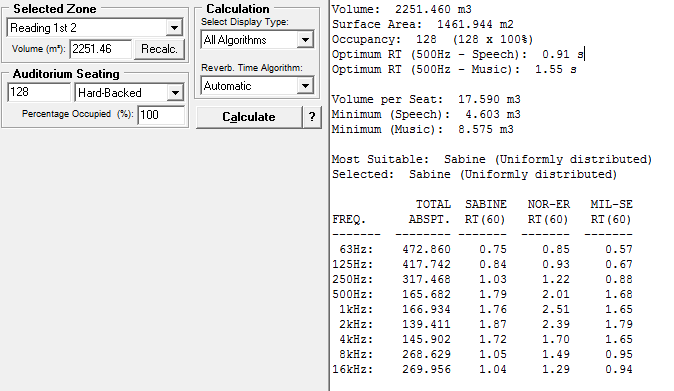 Selected Zone
Reading 1st 2
Volume (m³): 2251.46 Recalc.
Auditorium Seating
128 Hard-Backed
Percentage Occupied (%): 100
Calculation
Select Display Type:
All Algorithms
Reverb. Time Algorithm:
Automatic
Calculate ?
Volume: 2251.460 m3
Surface Area: 1461.944 m2
Occupancy: 128 (128 x 100%)
Optimum RT (500Hz - Speech): 0.91 s
Optimum RT (500Hz - Music): 1.55 s
Volume per Seat: 17.590 m3
Minimum (Speech): 4.603 m3
Minimum (Music): 8.575 m3
Most Suitable: Sabine (Uniformly distributed)
Selected: Sabine (Uniformly distributed)
TOTAL SABINE NOR-ER MIL-SE
FREQ. ABSPT. RT(60) RT(60) RT(60)
------- -------- -------- -------- --------
63Hz: 472.860 0.75 0.85 0.57
125Hz: 417.742 0.84 0.93 0.67
250Hz: 317.468 1.03 1.22 0.88
500Hz: 165.682 1.79 2.01 1.68
1kHz: 166.934 1.76 2.51 1.65
2kHz: 139.411 1.87 2.39 1.79
4kHz: 145.902 1.72 1.70 1.65
8kHz: 268.629 1.05 1.49 0.95
16kHz: 269.956 1.04 1.29 0.94